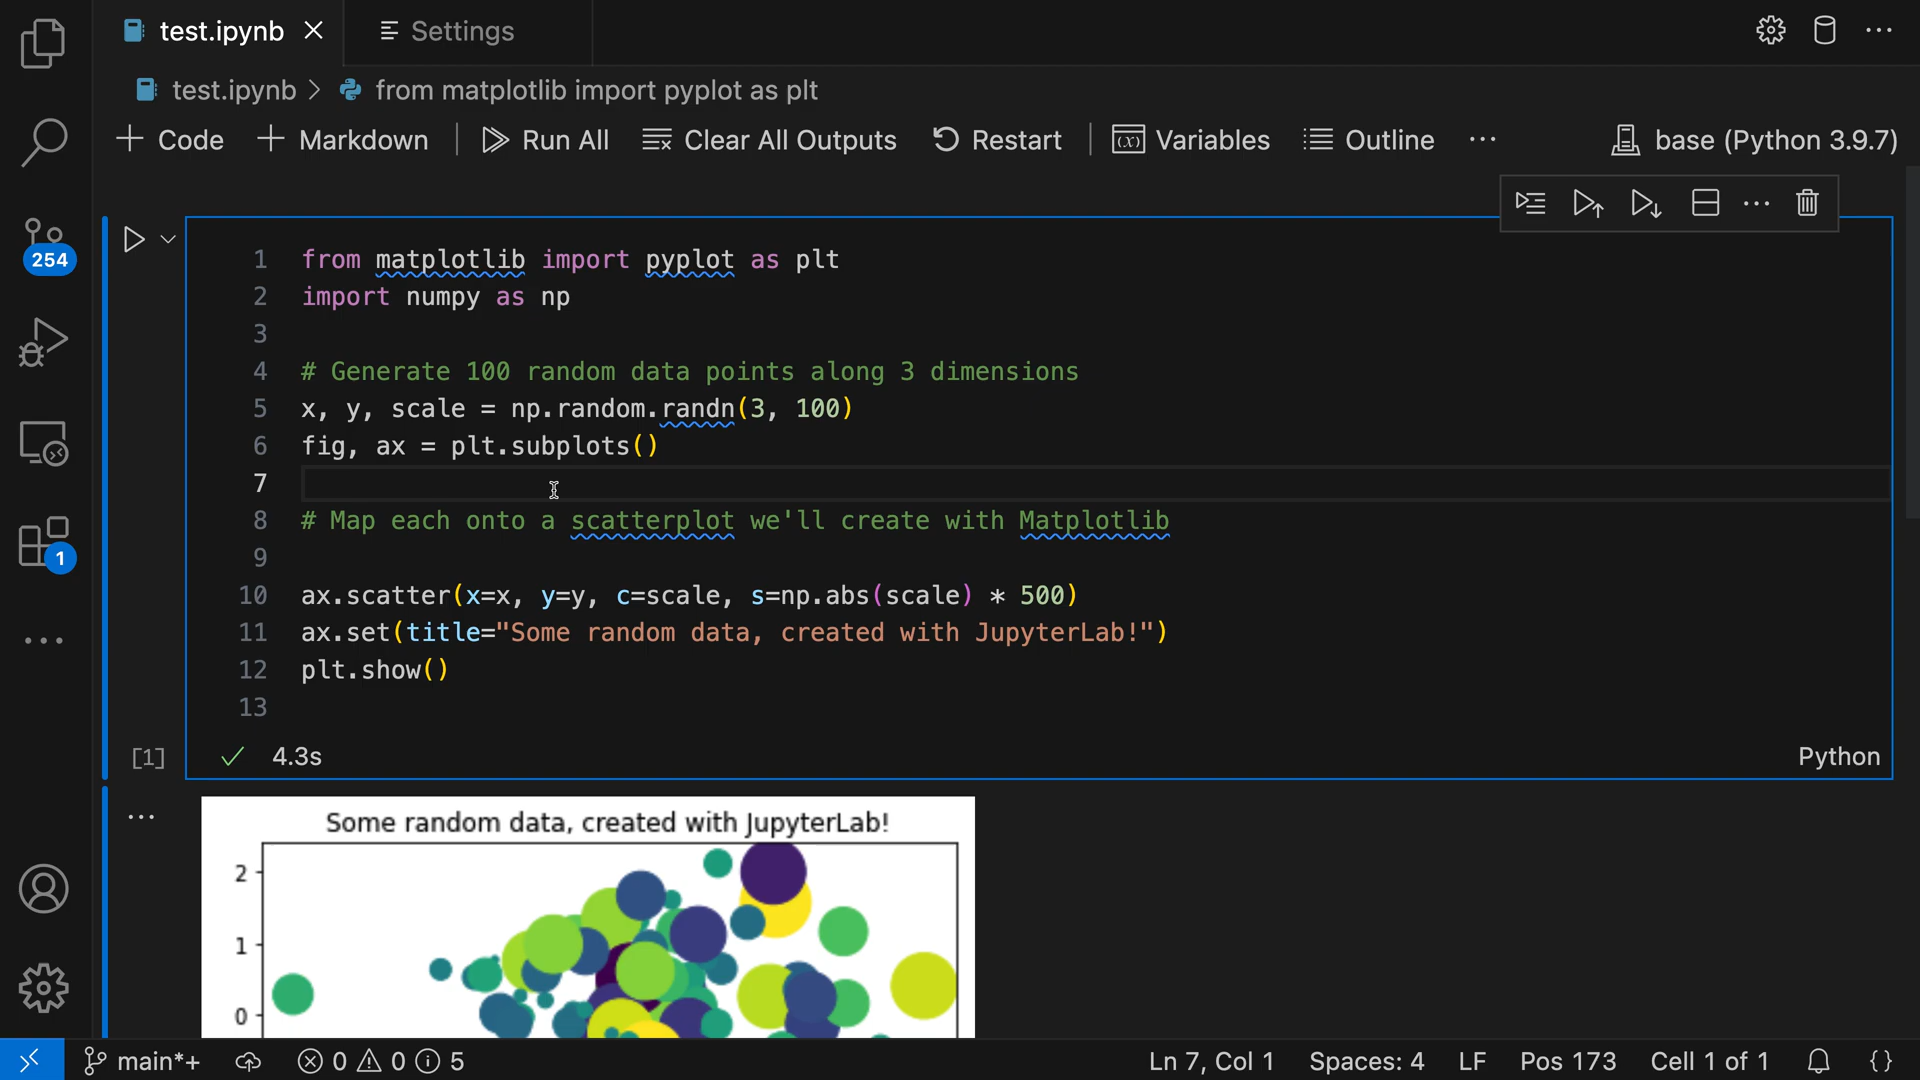 test.ipynb
Settings
test.ipynb > from matplotlib import pyplot as plt
Code
Markdown
Run All
Clear All Outputs
Restart
(x) Variables
Outline
base (Python 3.9.7)
254
1
1 from matplotlib import pyplot as plt
2 import numpy as np
3
4 # Generate 100 random data points along 3 dimensions
5 x, y, scale = np.random.randn(3, 100)
6 fig, ax = plt.subplots()
7
8 # Map each onto a scatterplot we'll create with Matplotlib
9
10 ax.scatter(x=x, y=y, c=scale, s=np.abs(scale) * 500)
11 ax.set(title="Some random data, created with JupyterLab!")
12 plt.show()
13
[1] 4.3s
Python
Some random data, created with JupyterLab!
2
1
0
main*+
0 0 5
Ln 7, Col 1
Spaces: 4
LF
Pos 173
Cell 1 of 1
{}